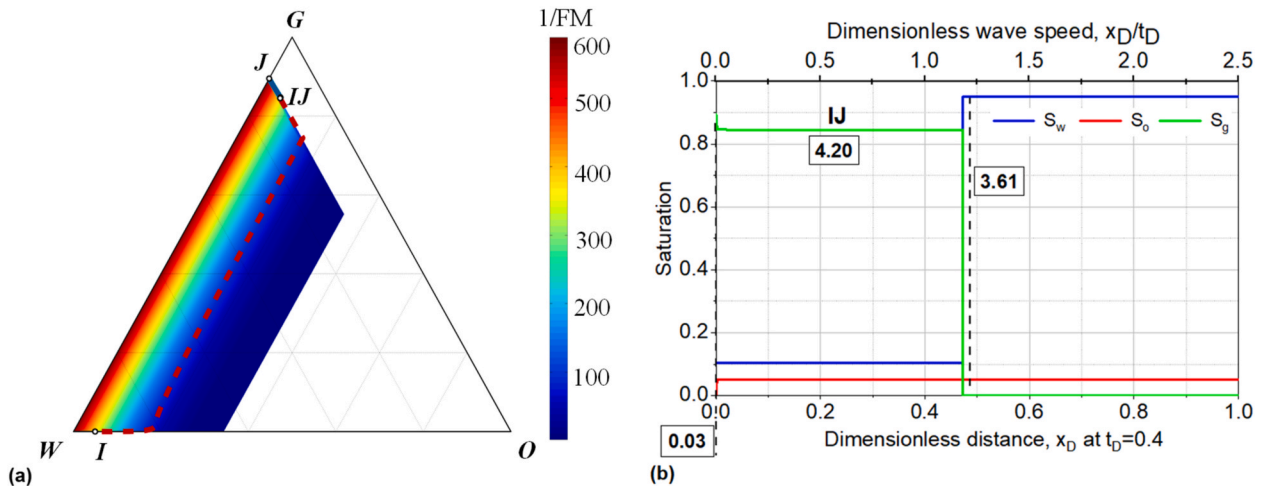 1/FM
G
600
J
IJ
500
400
300
200
100
W
I
O
(a)
Dimensionless wave speed, xD/tD
0.0 0.5 1.0 1.5 2.0 2.5
1.0
IJ
Sw So Sg
0.8
4.20
3.61
0.6
Saturation
0.4
0.2
0.0
0.0 0.2 0.4 0.6 0.8 1.0
0.03
Dimensionless distance, xD at tD=0.4
(b)